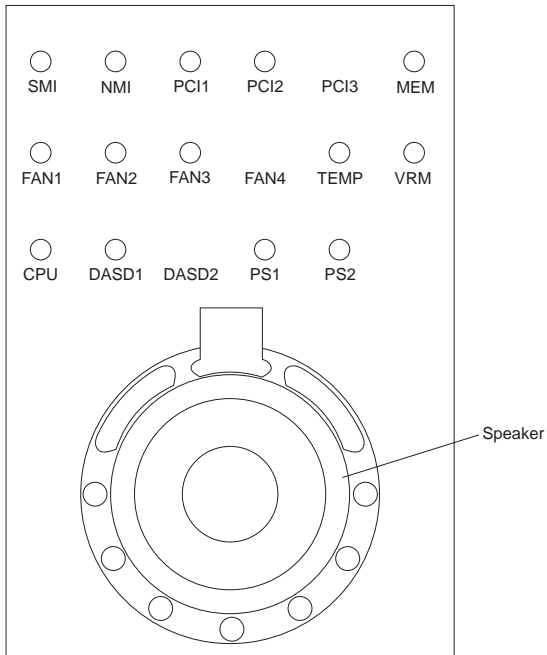 SMI NMI PCI1 PCI2 PCI3 MEM
FAN1 FAN2 FAN3 FAN4 TEMP VRM
CPU DASD1 DASD2 PS1 PS2
Speaker